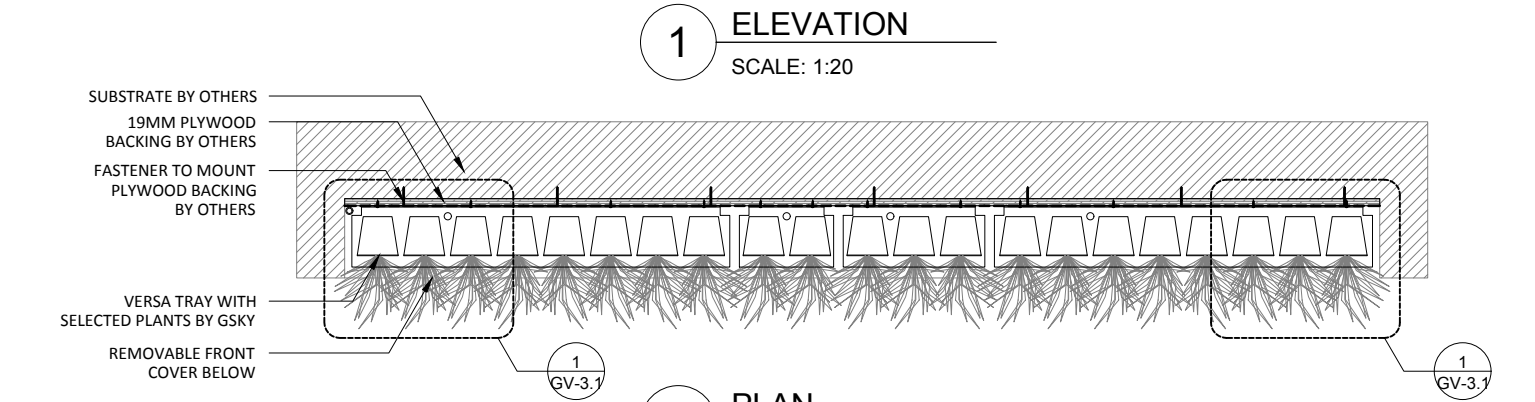 1
ELEVATION
SCALE: 1:20
SUBSTRATE BY OTHERS
19MM PLYWOOD
BACKING BY OTHERS
FASTENER TO MOUNT
PLYWOOD BACKING
BY OTHERS
VERSA TRAY WITH
SELECTED PLANTS BY GSKY
REMOVABLE FRONT
COVER BELOW
1
GV-3.1
1
GV-3.1
PLAN